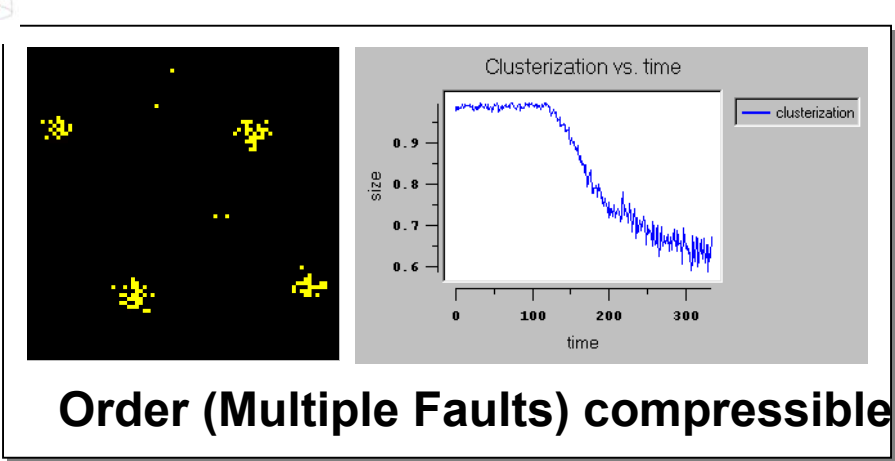 Clusterization vs. time
clusterization
size
0.9
0.8
0.7
0.6
0 100 200 300
time
Order (Multiple Faults) compressible